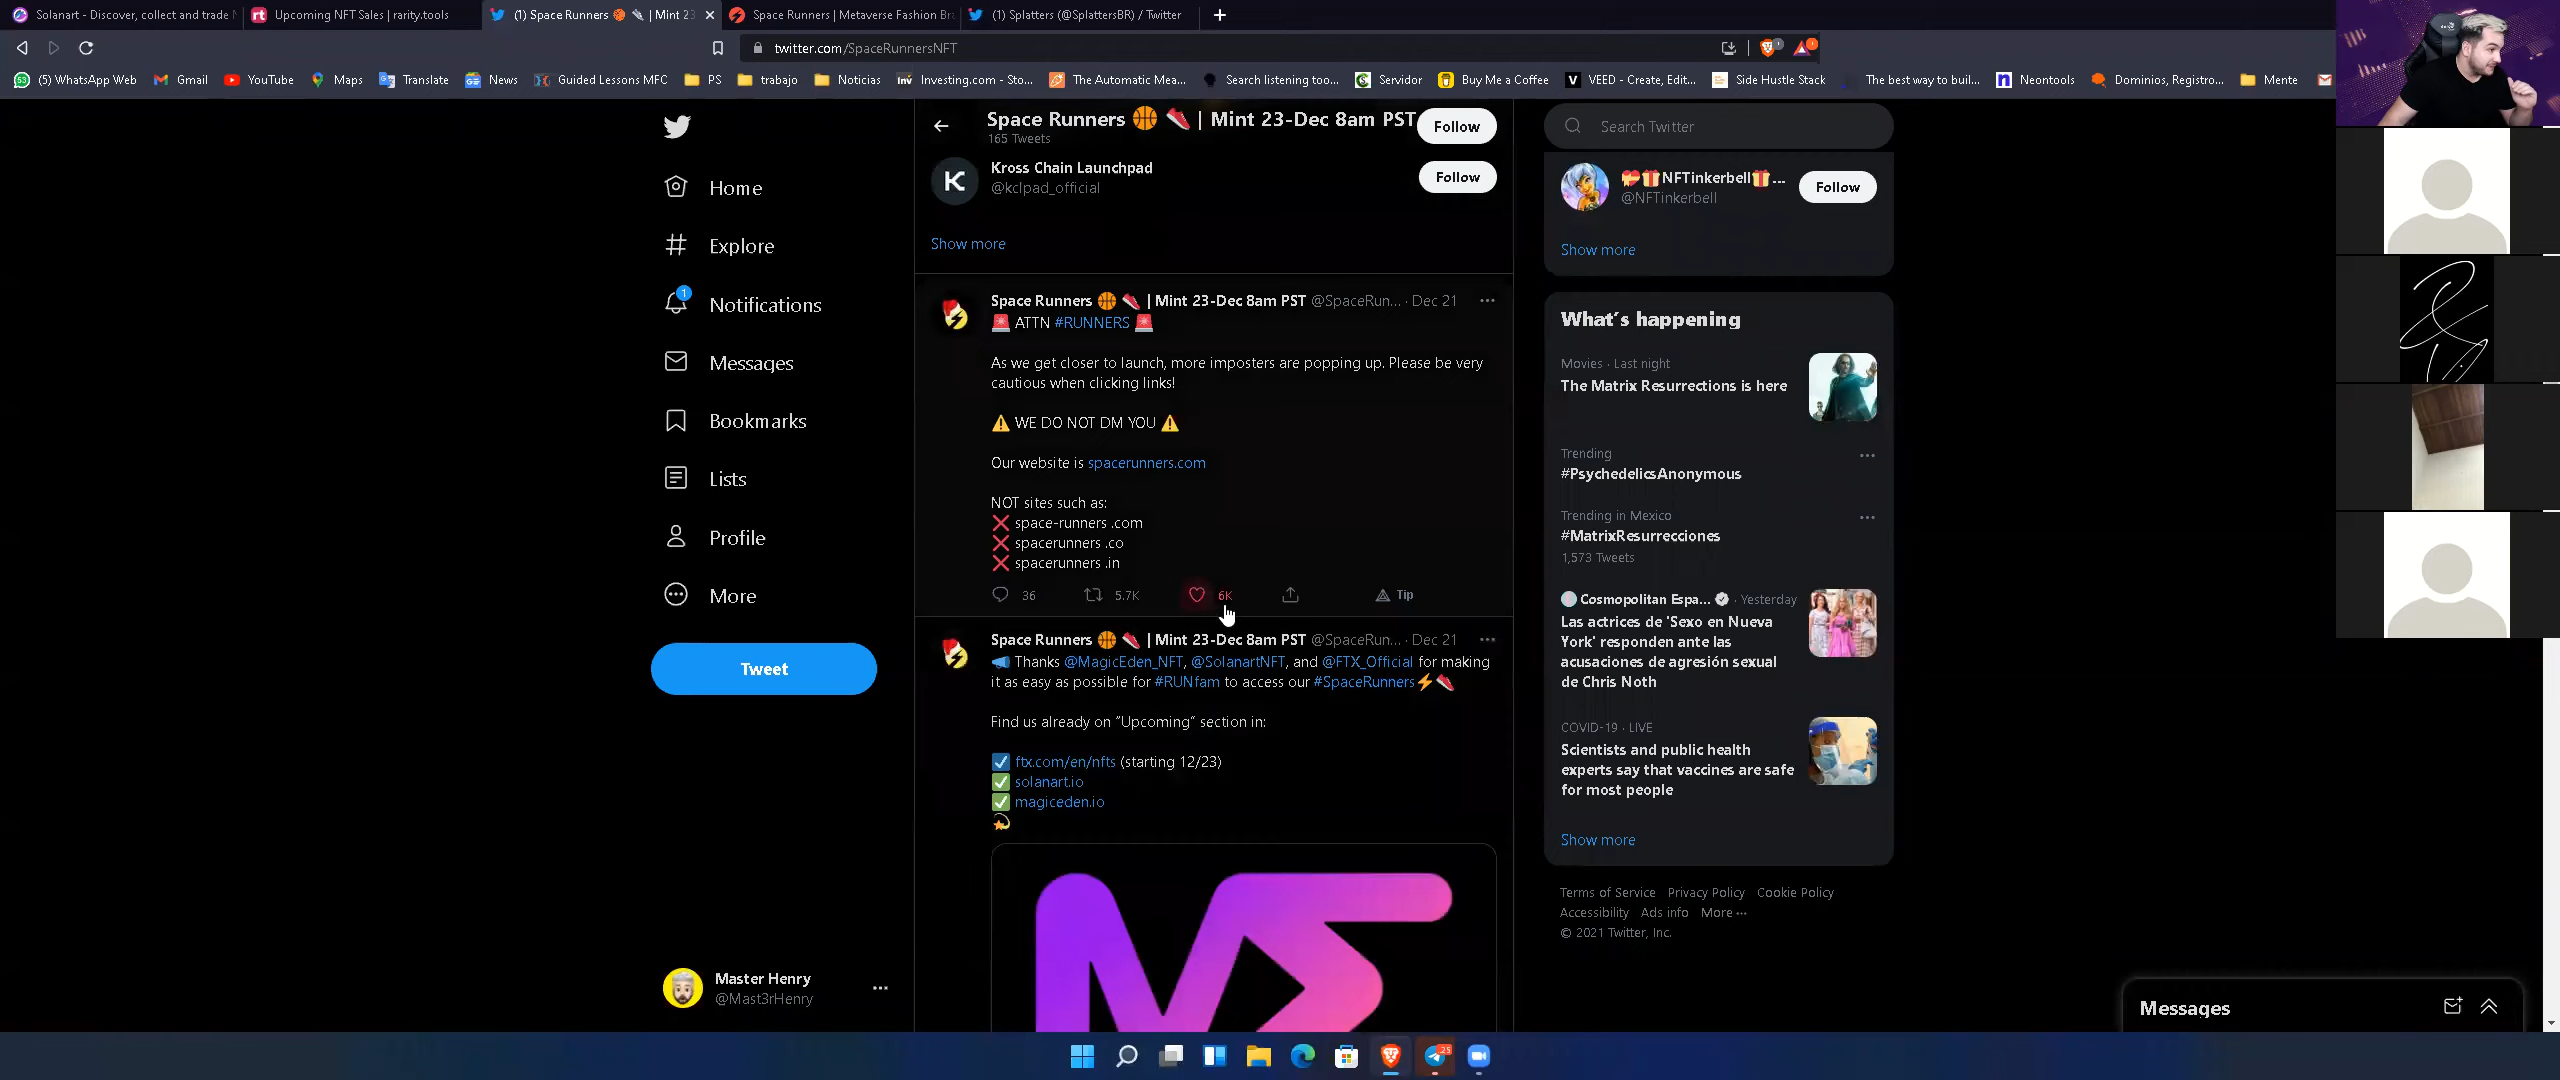 Solanart - Discover, collect and trade N
Upcoming NFT Sales | rarity.tools
(1) Space Runners 🏀 👟 | Mint 23
Space Runners | Metaverse Fashion Br
(1) Splatters (@SplattersBR) / Twitter
twitter.com/SpaceRunnersNFT
(5) WhatsApp Web
Gmail
YouTube
Maps
Translate
News
Guided Lessons MFC
PS
trabajo
Noticias
Investing.com - Sto...
The Automatic Mea...
Search listening too...
Servidor
Buy Me a Coffee
VEED - Create, Edit...
Side Hustle Stack
The best way to buil...
Neontools
Dominios, Registro...
Mente
Home
Explore
1
Notifications
Messages
Bookmarks
Lists
Profile
More
Tweet
Master Henry
@Mast3rHenry
Space Runners 🏀 👟 | Mint 23-Dec 8am PST
165 Tweets
Follow
Kross Chain Launchpad
@kclpad_official
Follow
Show more
Space Runners 🏀 👟 | Mint 23-Dec 8am PST @SpaceRun... · Dec 21
🚨 ATTN #RUNNERS 🚨
As we get closer to launch, more imposters are popping up. Please be very
cautious when clicking links!
⚠️ WE DO NOT DM YOU ⚠️
Our website is spacerunners.com
NOT sites such as:
❌ space-runners .com
❌ spacerunners .co
❌ spacerunners .in
36 5.7K 6K Tip
Space Runners 🏀 👟 | Mint 23-Dec 8am PST @SpaceRun... · Dec 21
📣 Thanks @MagicEden_NFT, @SolanartNFT, and @FTX_Official for making
it as easy as possible for #RUNfam to access our #SpaceRunners⚡👟
Find us already on “Upcoming” section in:
☑️ ftx.com/en/nfts (starting 12/23)
✅ solanart.io
✅ magiceden.io
💫
Search Twitter
💝🎁NFTinkerbell🎁...
@NFTinkerbell
Follow
Show more
What’s happening
Movies · Last night
The Matrix Resurrections is here
Trending
#PsychedelicsAnonymous
Trending in Mexico
#MatrixResurrecciones
1,573 Tweets
Cosmopolitan Espa... · Yesterday
Las actrices de 'Sexo en Nueva
York' responden ante las
acusaciones de agresión sexual
de Chris Noth
COVID-19 · LIVE
Scientists and public health
experts say that vaccines are safe
for most people
Show more
Terms of Service Privacy Policy Cookie Policy
Accessibility Ads info More ···
© 2021 Twitter, Inc.
Messages
25